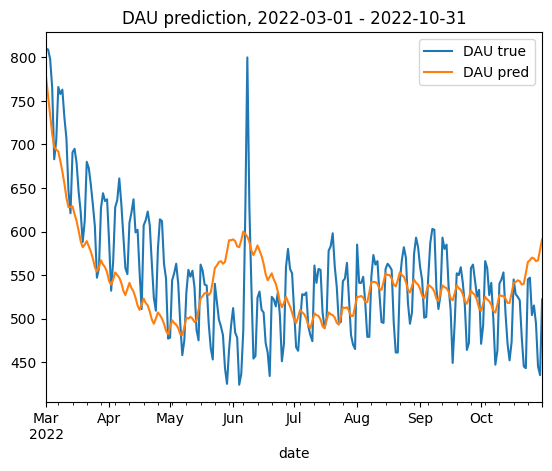 DAU prediction, 2022-03-01 - 2022-10-31
DAU true
DAU pred
800
750
700
650
600
550
500
450
Mar Apr May Jun Jul Aug Sep Oct
2022
date